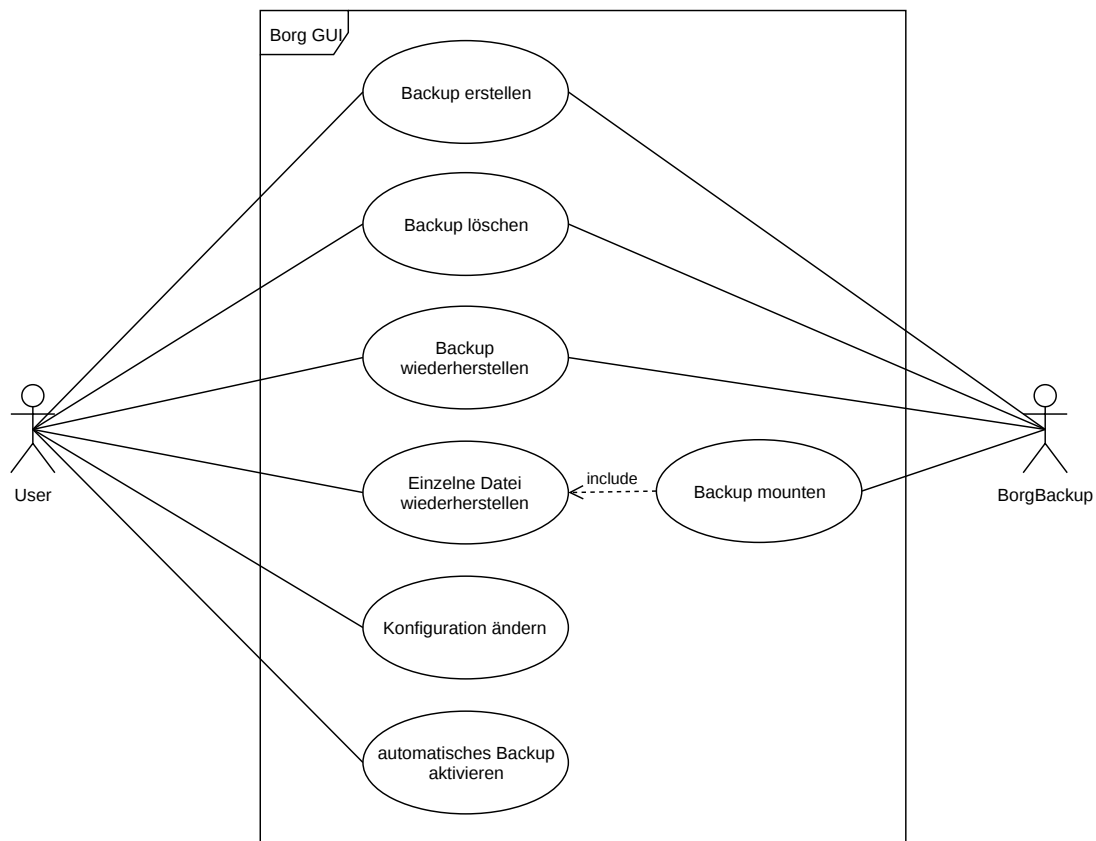 Borg GUI
Backup erstellen
Backup löschen
Backup
wiederherstellen
Einzelne Datei
wiederherstellen
include
Backup mounten
User
BorgBackup
Konfiguration ändern
automatisches Backup
aktivieren